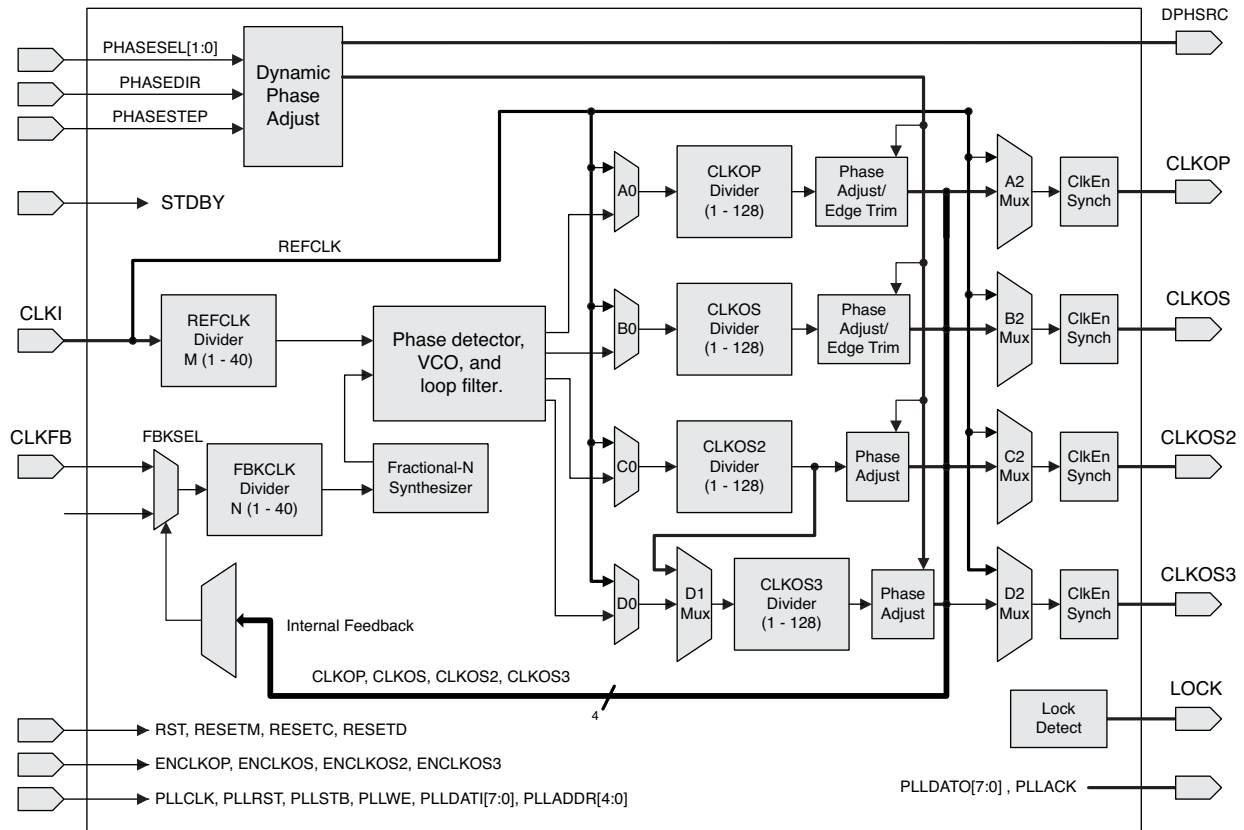 DPHSRC
PHASESEL[1:0]
PHASEDIR
PHASESTEP
Dynamic
Phase
Adjust
STDBY
REFCLK
CLKI
REFCLK
Divider
M (1 - 40)
Phase detector,
VCO, and
loop filter.
CLKFB
FBKSEL
FBKCLK
Divider
N (1 - 40)
Fractional-N
Synthesizer
A0
CLKOP
Divider
(1 - 128)
Phase
Adjust/
Edge Trim
A2
Mux
ClkEn
Synch
CLKOP
B0
CLKOS
Divider
(1 - 128)
Phase
Adjust/
Edge Trim
B2
Mux
ClkEn
Synch
CLKOS
C0
CLKOS2
Divider
(1 - 128)
Phase
Adjust
C2
Mux
ClkEn
Synch
CLKOS2
D0
D1
Mux
CLKOS3
Divider
(1 - 128)
Phase
Adjust
D2
Mux
ClkEn
Synch
CLKOS3
Internal Feedback
CLKOP, CLKOS, CLKOS2, CLKOS3
4
Lock
Detect
LOCK
RST, RESETM, RESETC, RESETD
ENCLKOP, ENCLKOS, ENCLKOS2, ENCLKOS3
PLLCLK, PLLRST, PLLSTB, PLLWE, PLLDATI[7:0], PLLADDR[4:0]
PLLDATO[7:0] , PLLACK